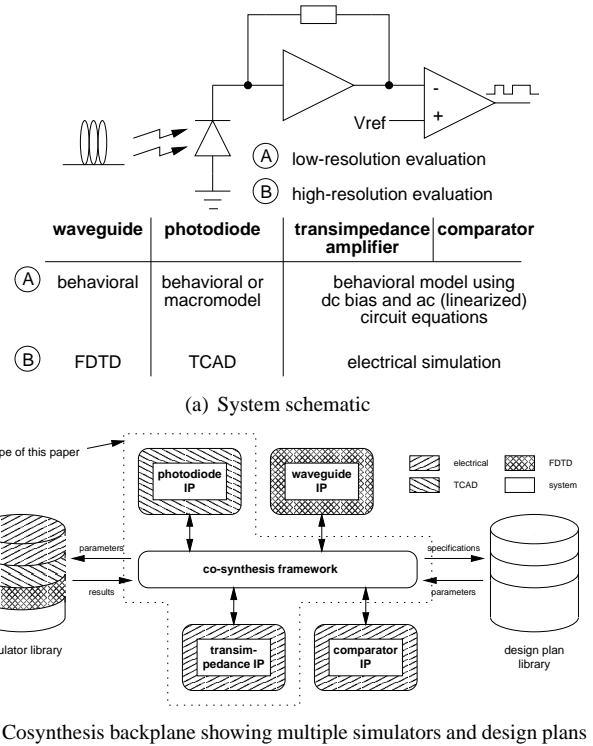 Vref
-
+
A low-resolution evaluation
B high-resolution evaluation
waveguide photodiode transimpedance amplifier comparator
A behavioral behavioral or macromodel behavioral model using dc bias and ac (linearized) circuit equations
B FDTD TCAD electrical simulation
(a) System schematic
of this paper
photodiode
IP
waveguide
IP
electrical FDTD
TCAD system
parameters
results
co-synthesis framework
specifications
parameters
transim-
pedance IP
comparator
IP
library
design plan
library
Cosynthesis backplane showing multiple simulators and design plans